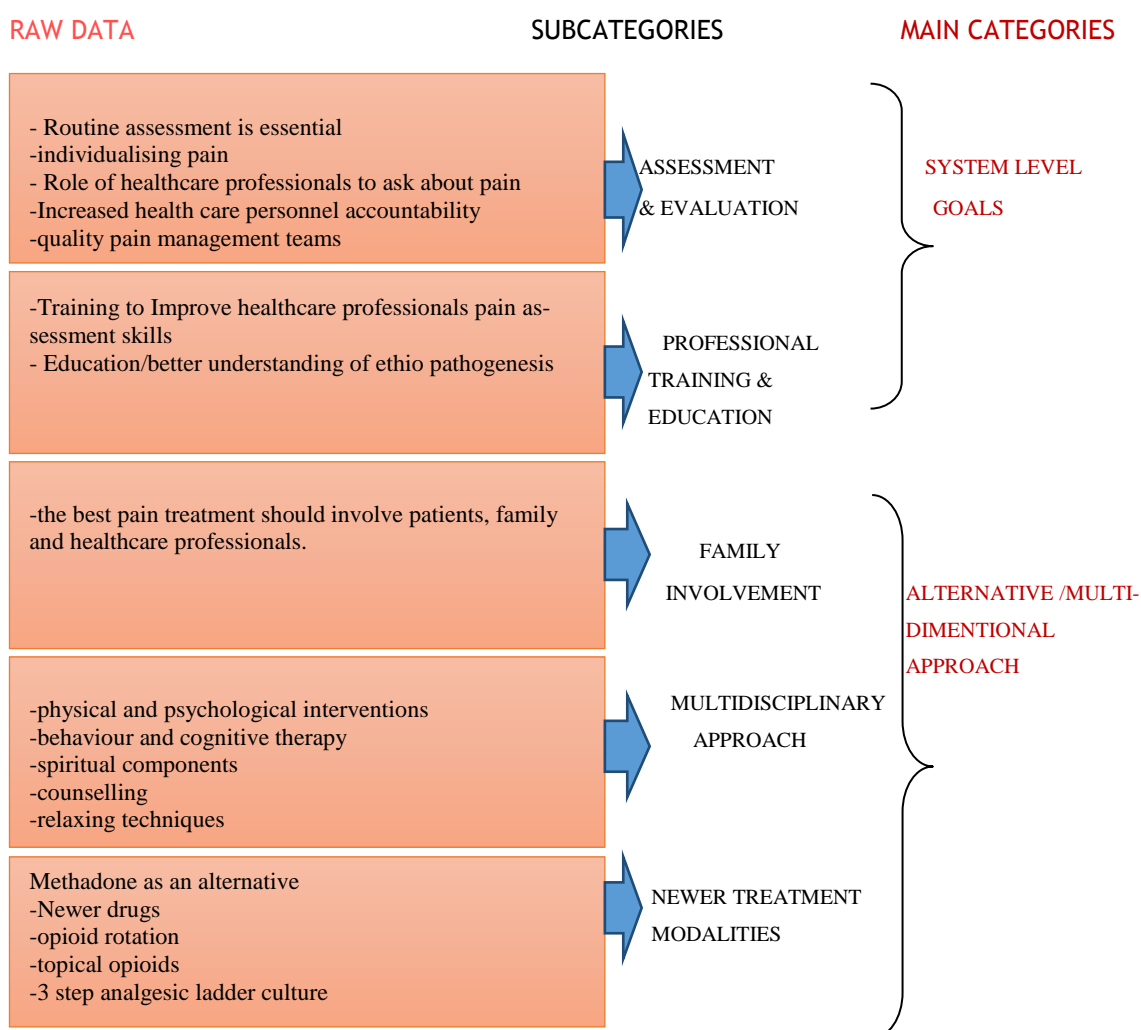 RAW DATA SUBCATEGORIES MAIN CATEGORIES
- Routine assessment is essential
-individualising pain
- Role of healthcare professionals to ask about pain
-Increased health care personnel accountability
-quality pain management teams
ASSESSMENT
& EVALUATION
SYSTEM LEVEL
GOALS
-Training to Improve healthcare professionals pain as-
sessment skills
- Education/better understanding of ethio pathogenesis
PROFESSIONAL
TRAINING &
EDUCATION
-the best pain treatment should involve patients, family
and healthcare professionals.
FAMILY
INVOLVEMENT
ALTERNATIVE /MULTI-
DIMENTIONAL
APPROACH
-physical and psychological interventions
-behaviour and cognitive therapy
-spiritual components
-counselling
-relaxing techniques
MULTIDISCIPLINARY
APPROACH
Methadone as an alternative
-Newer drugs
-opioid rotation
-topical opioids
-3 step analgesic ladder culture
NEWER TREATMENT
MODALITIES